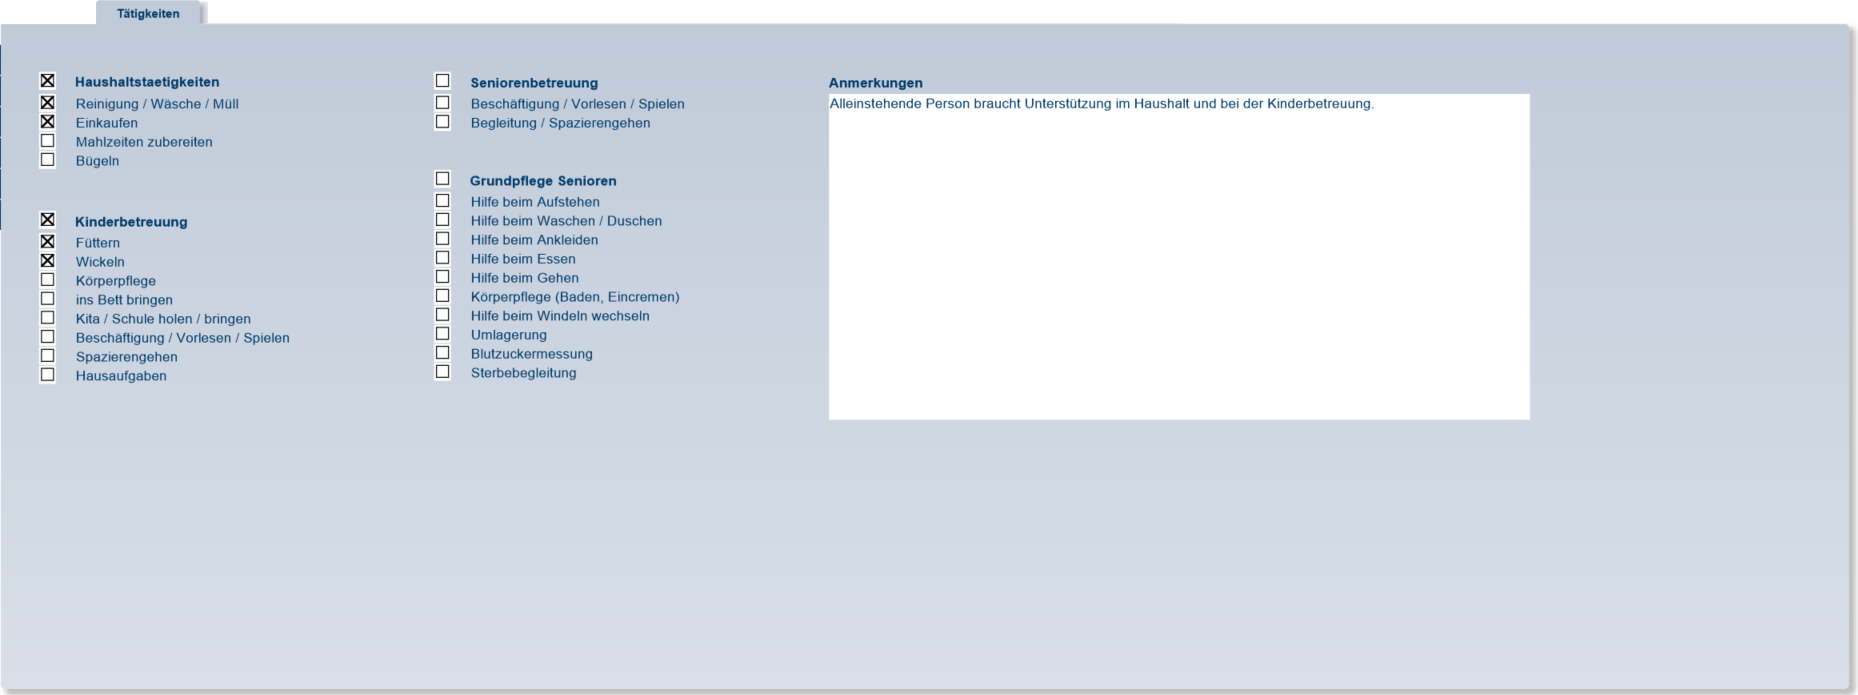 Tätigkeiten
Haushaltstaetigkeiten
Reinigung / Wäsche / Müll
Einkaufen
Mahlzeiten zubereiten
Bügeln
Kinderbetreuung
Füttern
Wickeln
Körperpflege
ins Bett bringen
Kita / Schule holen / bringen
Beschäftigung / Vorlesen / Spielen
Spazierengehen
Hausaufgaben
Seniorenbetreuung
Beschäftigung / Vorlesen / Spielen
Begleitung / Spazierengehen
Grundpflege Senioren
Hilfe beim Aufstehen
Hilfe beim Waschen / Duschen
Hilfe beim Ankleiden
Hilfe beim Essen
Hilfe beim Gehen
Körperpflege (Baden, Eincremen)
Hilfe beim Windeln wechseln
Umlagerung
Blutzuckermessung
Sterbebegleitung
Anmerkungen
Alleinstehende Person braucht Unterstützung im Haushalt und bei der Kinderbetreuung.